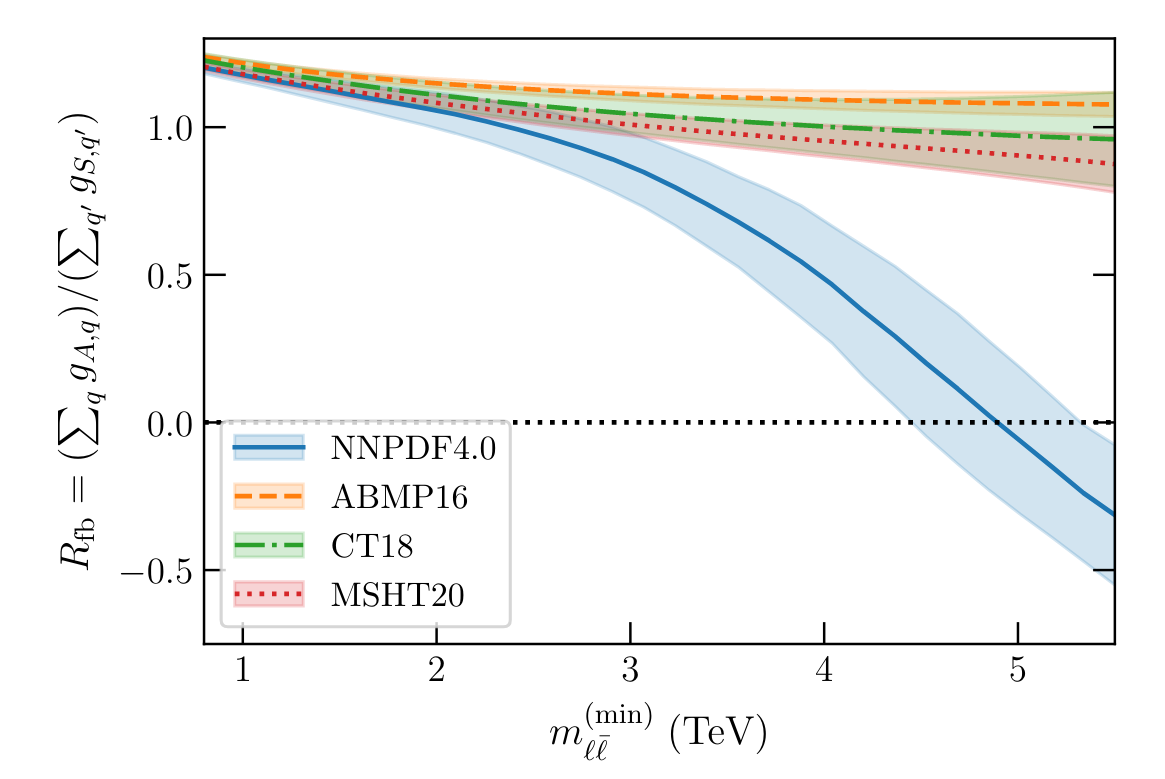 R_fb = (∑_q g_{A,q})/(∑_{q′} g_{S,q′})
1.0
0.5
0.0
−0.5
NNPDF4.0
ABMP16
CT18
MSHT20
1 2 3 4 5
m_{ℓℓ̄}^{(min)} (TeV)